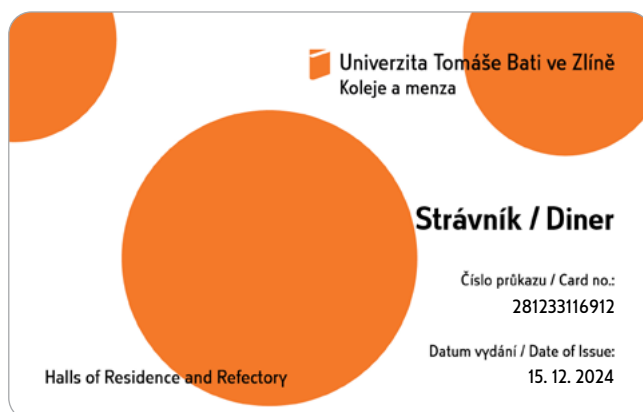 Univerzita Tomáše Bati ve Zlíně
Koleje a menza
Strávník / Diner
Číslo průkazu / Card no.:
281233116912
Datum vydání / Date of Issue:
15. 12. 2024
Halls of Residence and Refectory